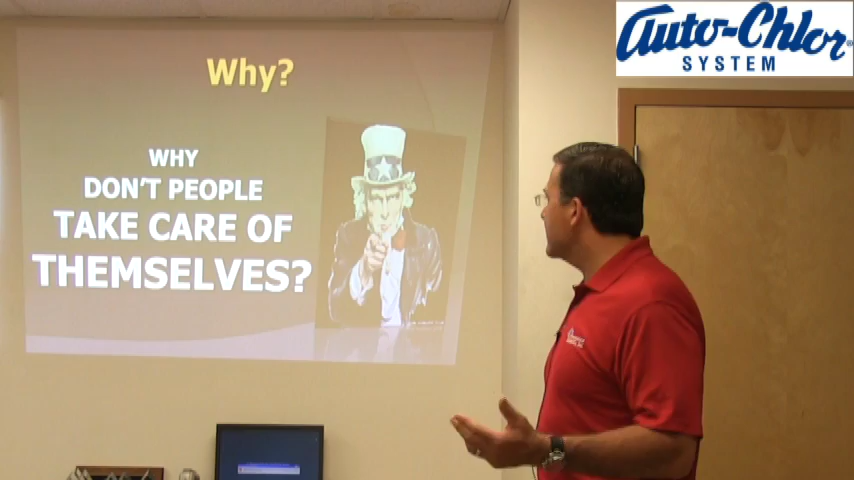 Why?
WHY
DON'T PEOPLE
TAKE CARE OF
THEMSELVES?
Auto-Chlor
SYSTEM